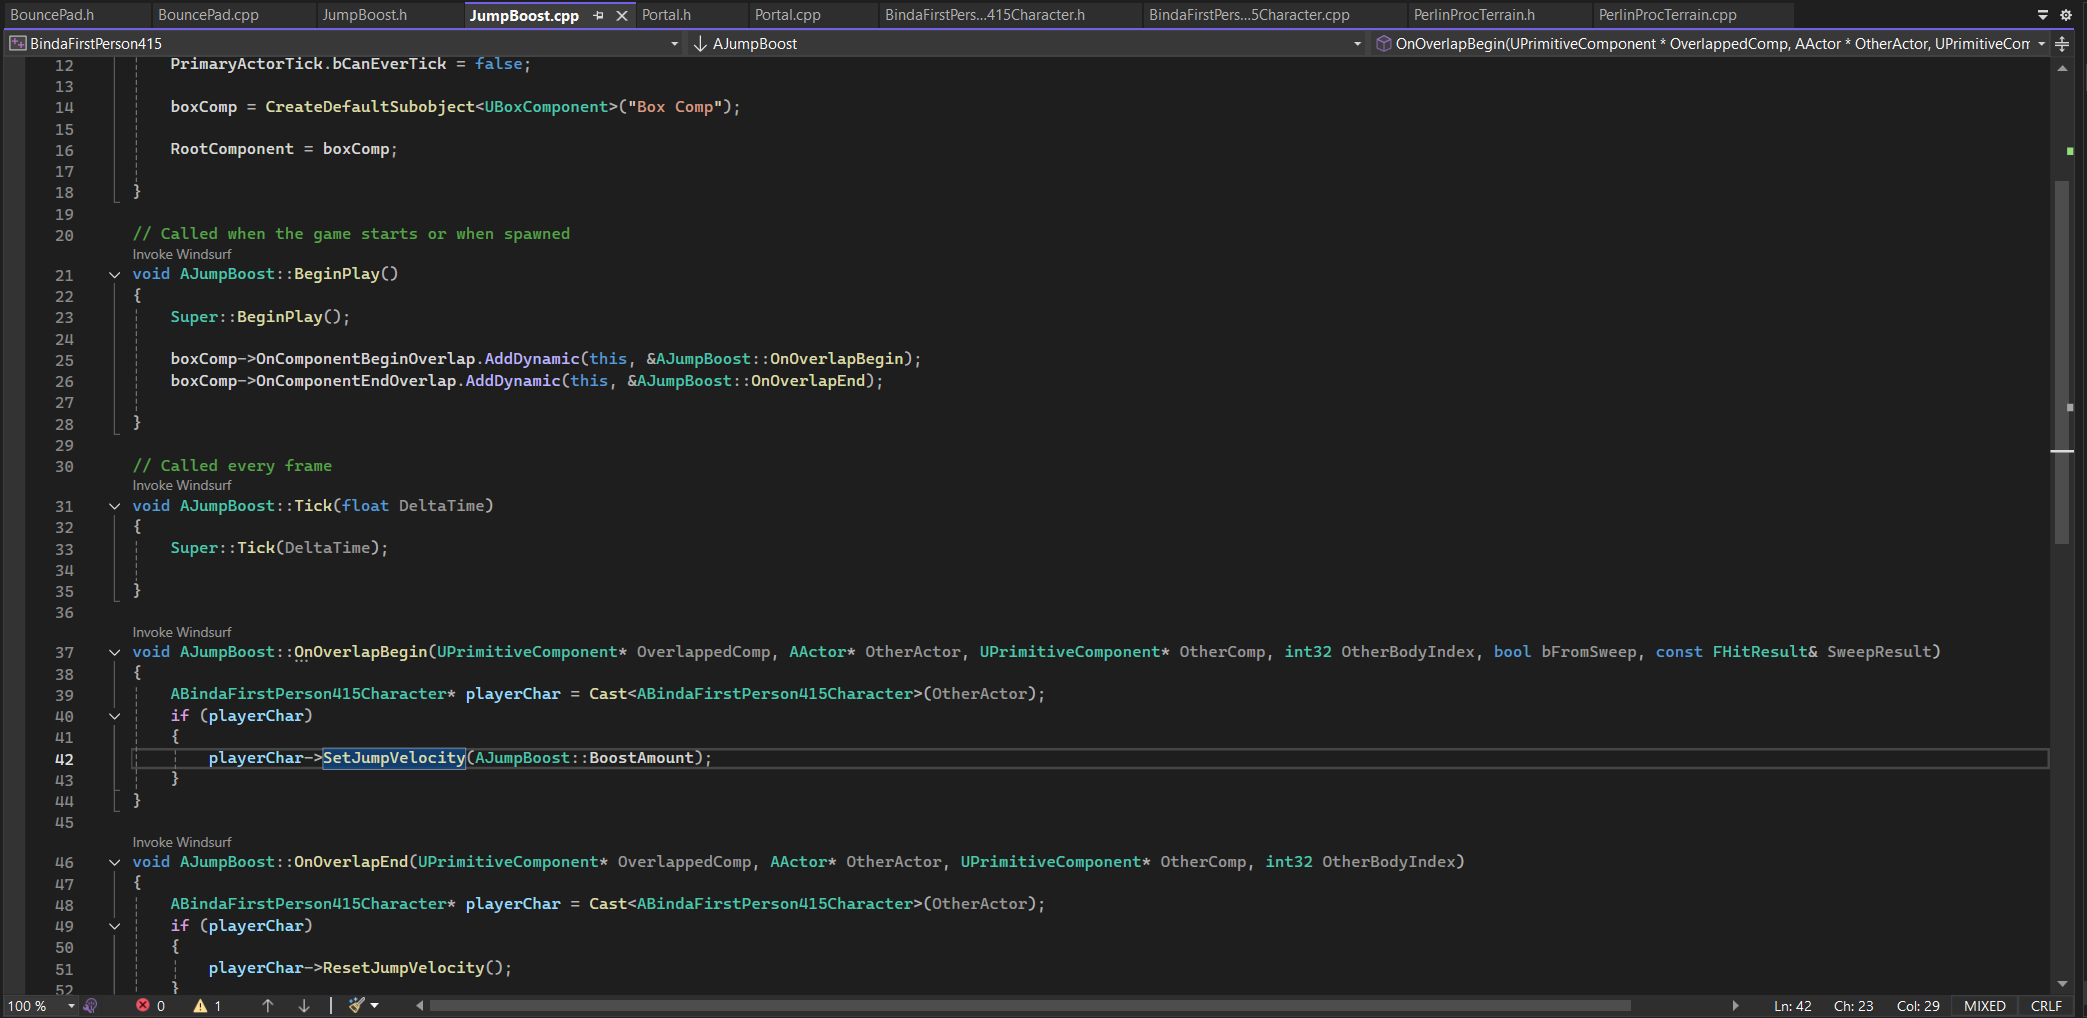 BouncePad.h BouncePad.cpp JumpBoost.h JumpBoost.cpp Portal.h Portal.cpp BindaFirstPers...415Character.h BindaFirstPers...5Character.cpp PerlinProcTerrain.h PerlinProcTerrain.cpp
BindaFirstPerson415 AJumpBoost OnOverlapBegin(UPrimitiveComponent * OverlappedComp, AActor * OtherActor, UPrimitiveCom
12 PrimaryActorTick.bCanEverTick = false;
13
14 boxComp = CreateDefaultSubobject<UBoxComponent>("Box Comp");
15
16 RootComponent = boxComp;
17
18 }
19
20 // Called when the game starts or when spawned
Invoke Windsurf
21 void AJumpBoost::BeginPlay()
22 {
23 Super::BeginPlay();
24
25 boxComp->OnComponentBeginOverlap.AddDynamic(this, &AJumpBoost::OnOverlapBegin);
26 boxComp->OnComponentEndOverlap.AddDynamic(this, &AJumpBoost::OnOverlapEnd);
27
28 }
29
30 // Called every frame
Invoke Windsurf
31 void AJumpBoost::Tick(float DeltaTime)
32 {
33 Super::Tick(DeltaTime);
34
35 }
36
Invoke Windsurf
37 void AJumpBoost::OnOverlapBegin(UPrimitiveComponent* OverlappedComp, AActor* OtherActor, UPrimitiveComponent* OtherComp, int32 OtherBodyIndex, bool bFromSweep, const FHitResult& SweepResult)
38 {
39 ABindaFirstPerson415Character* playerChar = Cast<ABindaFirstPerson415Character>(OtherActor);
40 if (playerChar)
41 {
42 playerChar->SetJumpVelocity(AJumpBoost::BoostAmount);
43 }
44 }
45
Invoke Windsurf
46 void AJumpBoost::OnOverlapEnd(UPrimitiveComponent* OverlappedComp, AActor* OtherActor, UPrimitiveComponent* OtherComp, int32 OtherBodyIndex)
47 {
48 ABindaFirstPerson415Character* playerChar = Cast<ABindaFirstPerson415Character>(OtherActor);
49 if (playerChar)
50 {
51 playerChar->ResetJumpVelocity();
52 }
100 % 0 1 Ln: 42 Ch: 23 Col: 29 MIXED CRLF